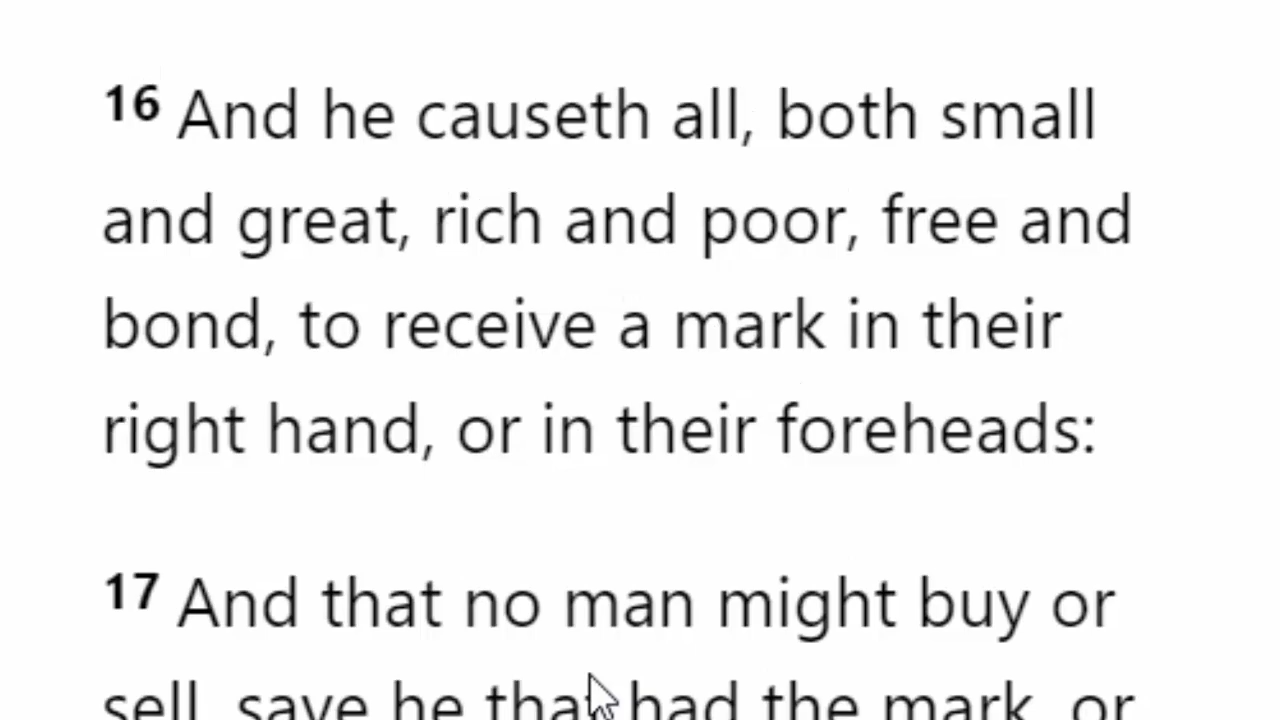 16 And he causeth all, both small
and great, rich and poor, free and
bond, to receive a mark in their
right hand, or in their foreheads:
17 And that no man might buy or
sell, save he that had the mark, or